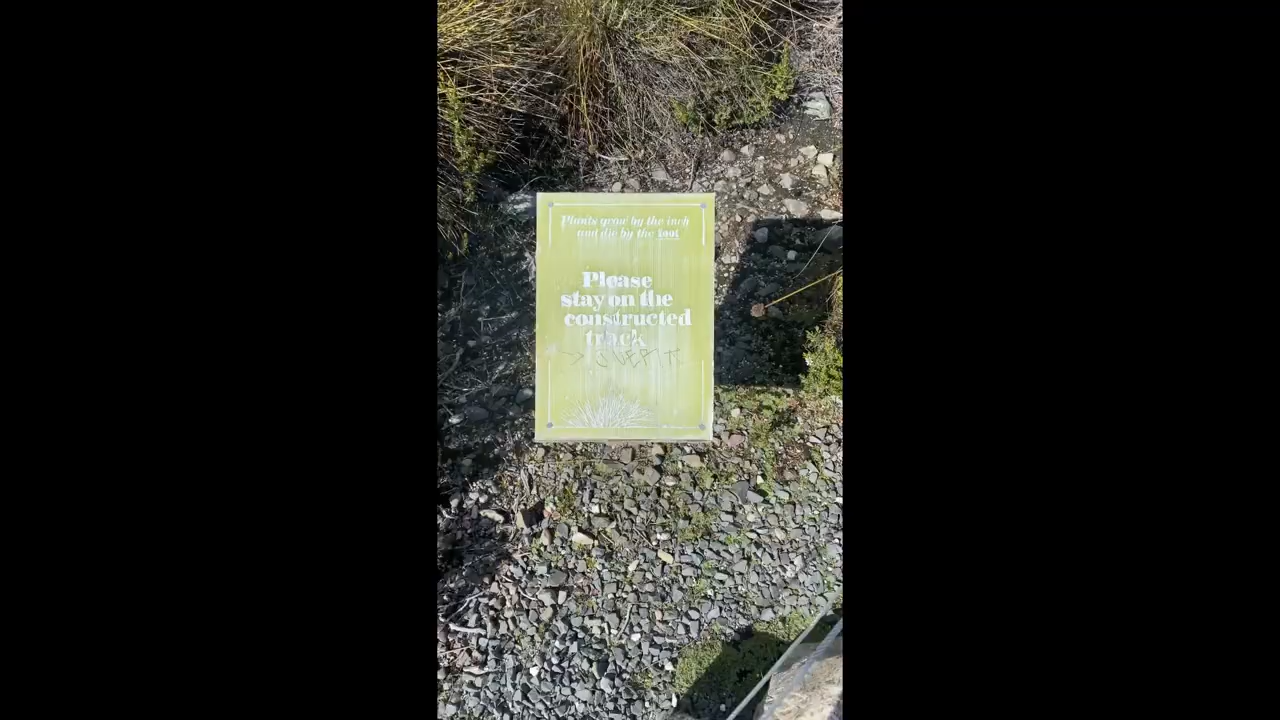 Plants grow by the inch
and die by the foot
Please
stay on the
constructed
track